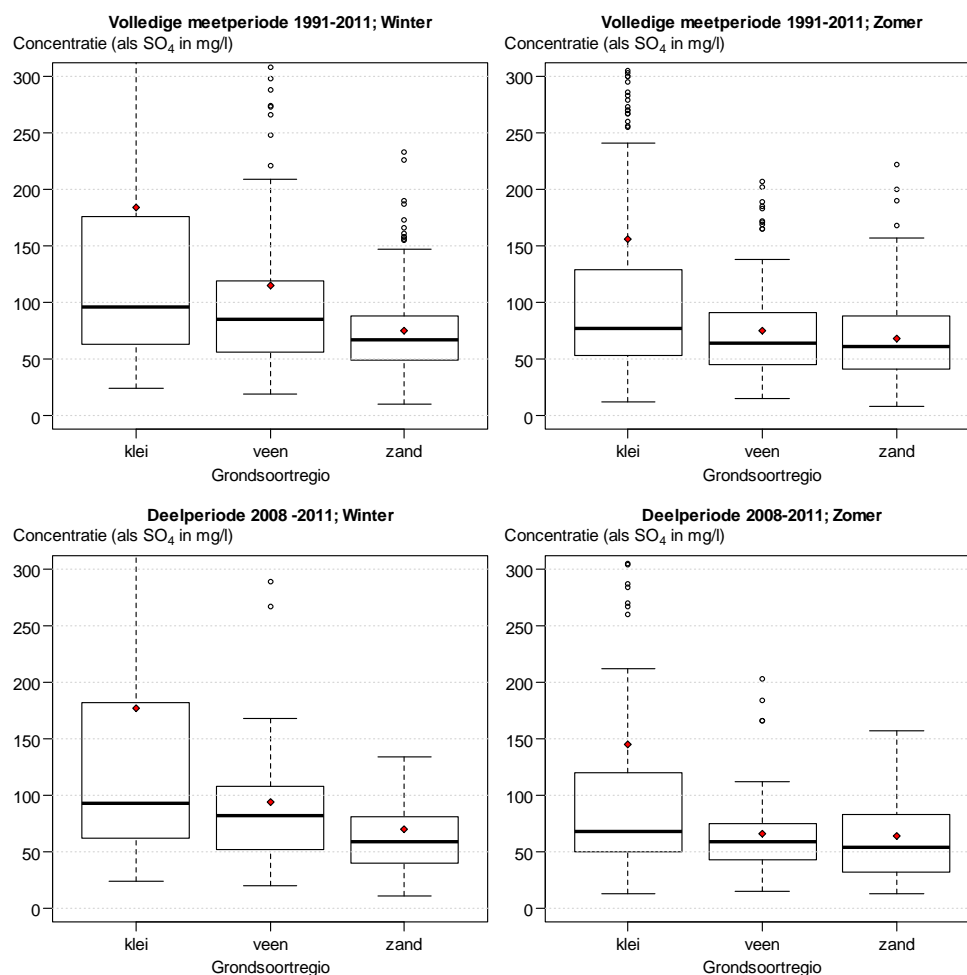 Volledige meetperiode 1991-2011; Winter
Concentratie (als SO₄ in mg/l)
300
250
200
150
100
50
0
klei veen zand
Grondsoortregio
Volledige meetperiode 1991-2011; Zomer
Concentratie (als SO₄ in mg/l)
300
250
200
150
100
50
0
klei veen zand
Grondsoortregio
Deelperiode 2008 -2011; Winter
Concentratie (als SO₄ in mg/l)
300
250
200
150
100
50
0
klei veen zand
Grondsoortregio
Deelperiode 2008-2011; Zomer
Concentratie (als SO₄ in mg/l)
300
250
200
150
100
50
0
klei veen zand
Grondsoortregio